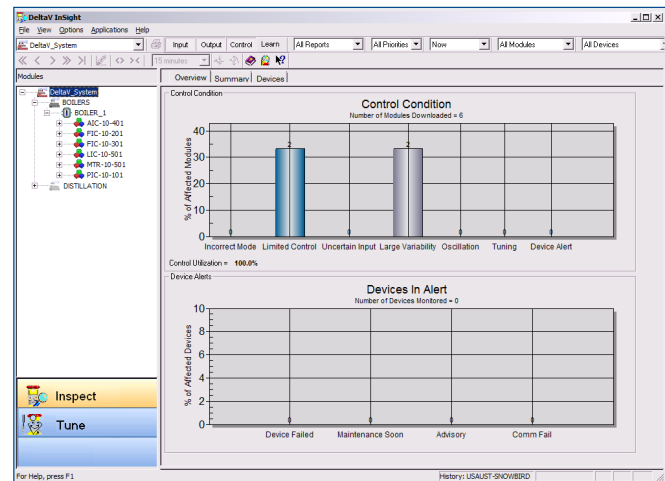 DeltaV InSight
File View Options Applications Help
DeltaV_System Input Output Control Learn All Reports All Priorities Now All Modules All Devices
15 minutes
Modules
Overview Summary Devices
DeltaV_System
BOILERS
BOILER_1
AIC-10-401
FIC-10-201
FIC-10-301
LIC-10-501
MTR-10-501
PIC-10-101
DISTILLATION
Inspect
Tune
Control Condition
Control Condition
Number of Modules Downloaded = 6
% of Affected Modules
40
30
20
10
0
0 2 0 2 0 0 0
Incorrect Mode Limited Control Uncertain Input Large Variability Oscillation Tuning Device Alert
Control Utilization = 100.0%
Device Alerts
Devices In Alert
Number of Devices Monitored = 0
% of Affected Devices
10
8
6
4
2
0
0 0 0 0
Device Failed Maintenance Soon Advisory Comm Fail
For Help, press F1 History: USAUST-SNOWBIRD